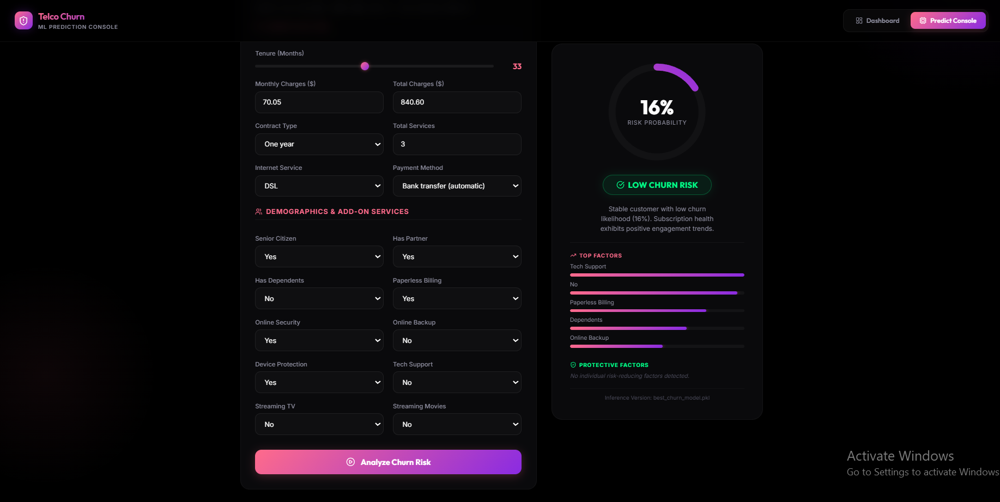 Telco Churn
ML PREDICTION CONSOLE
Dashboard
Predict Console
Tenure (Months)
33
Monthly Charges ($)
Total Charges ($)
70.05
840.60
Contract Type
Total Services
One year
3
Internet Service
Payment Method
DSL
Bank transfer (automatic)
DEMOGRAPHICS & ADD-ON SERVICES
Senior Citizen
Has Partner
Yes
Yes
Has Dependents
Paperless Billing
No
Yes
Online Security
Online Backup
Yes
No
Device Protection
Tech Support
Yes
No
Streaming TV
Streaming Movies
No
No
Analyze Churn Risk
16%
RISK PROBABILITY
LOW CHURN RISK
Stable customer with low churn
likelihood (16%). Subscription health
exhibits positive engagement trends.
TOP FACTORS
Tech Support
No
Paperless Billing
Dependents
Online Backup
PROTECTIVE FACTORS
No individual risk-reducing factors detected.
Inference Version: best_churn_model.pkl
Activate Windows
Go to Settings to activate Windows